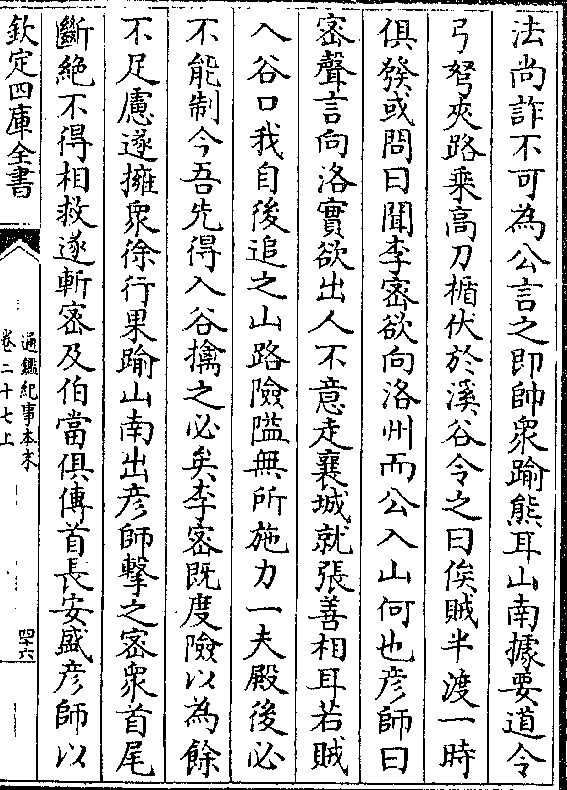 法尚詐不可為公言之即帥衆踰熊耳山南據要道令
弓弩夾路乘高刀楯伏於溪谷令之曰俟賊半渡一時
俱發或問曰聞李密欲向洛州而公入山何也彦師曰
密聲言向洛實欲出人不意走襄城就張善相耳若賊
入谷口我自後追之山路險隘無所施力一夫殿後必
不能制今吾先得入谷擒之必矣李密既度險以為餘
不足慮遂擁衆徐行果踰山南出彦師擊之密衆首尾
斷絶不得相救遂斬密及伯當俱傳首長安盛彦師以
欽定四庫全書
通鑑紀事本末
卷二十七上
四十六